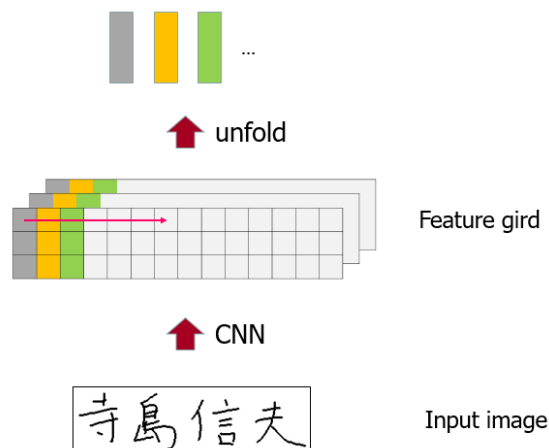 ...
unfold
Feature gird
CNN
寺島信夫
Input image